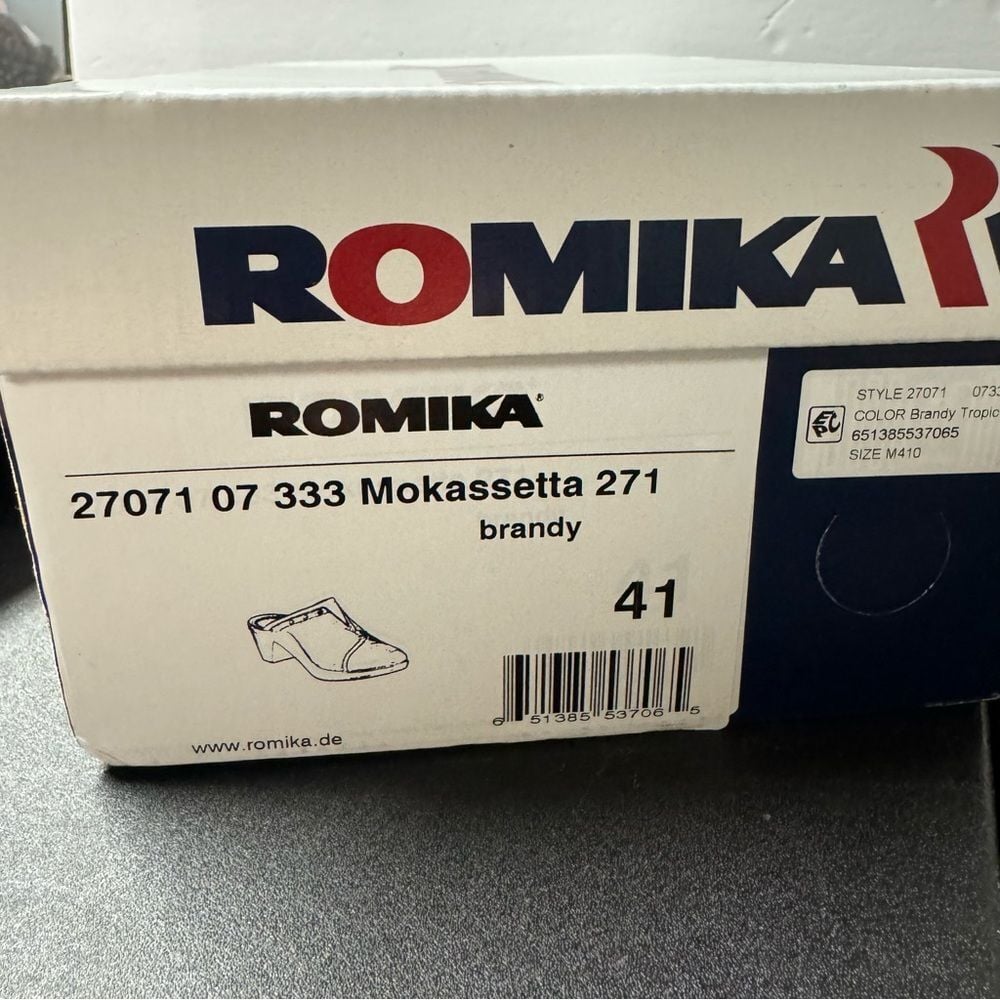 ROMIKA
ROMIKA®
27071 07 333 Mokassetta 271
brandy
41
6 51385 53706 5
www.romika.de
STYLE 27071 0733
COLOR Brandy Tropic
651385537065
SIZE M410